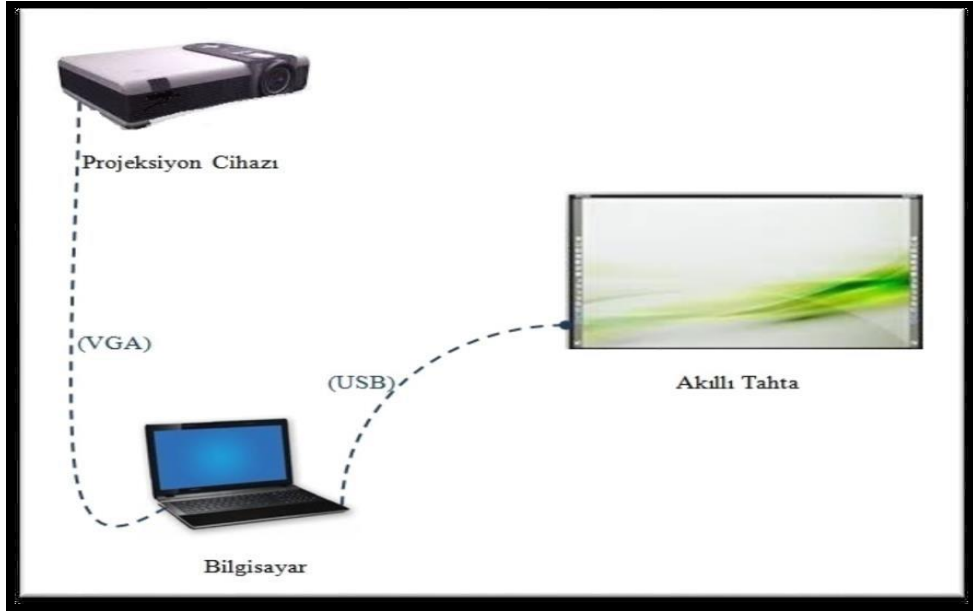 Projeksiyon Cihazı
(VGA)
(USB)
Akıllı Tahta
Bilgisayar